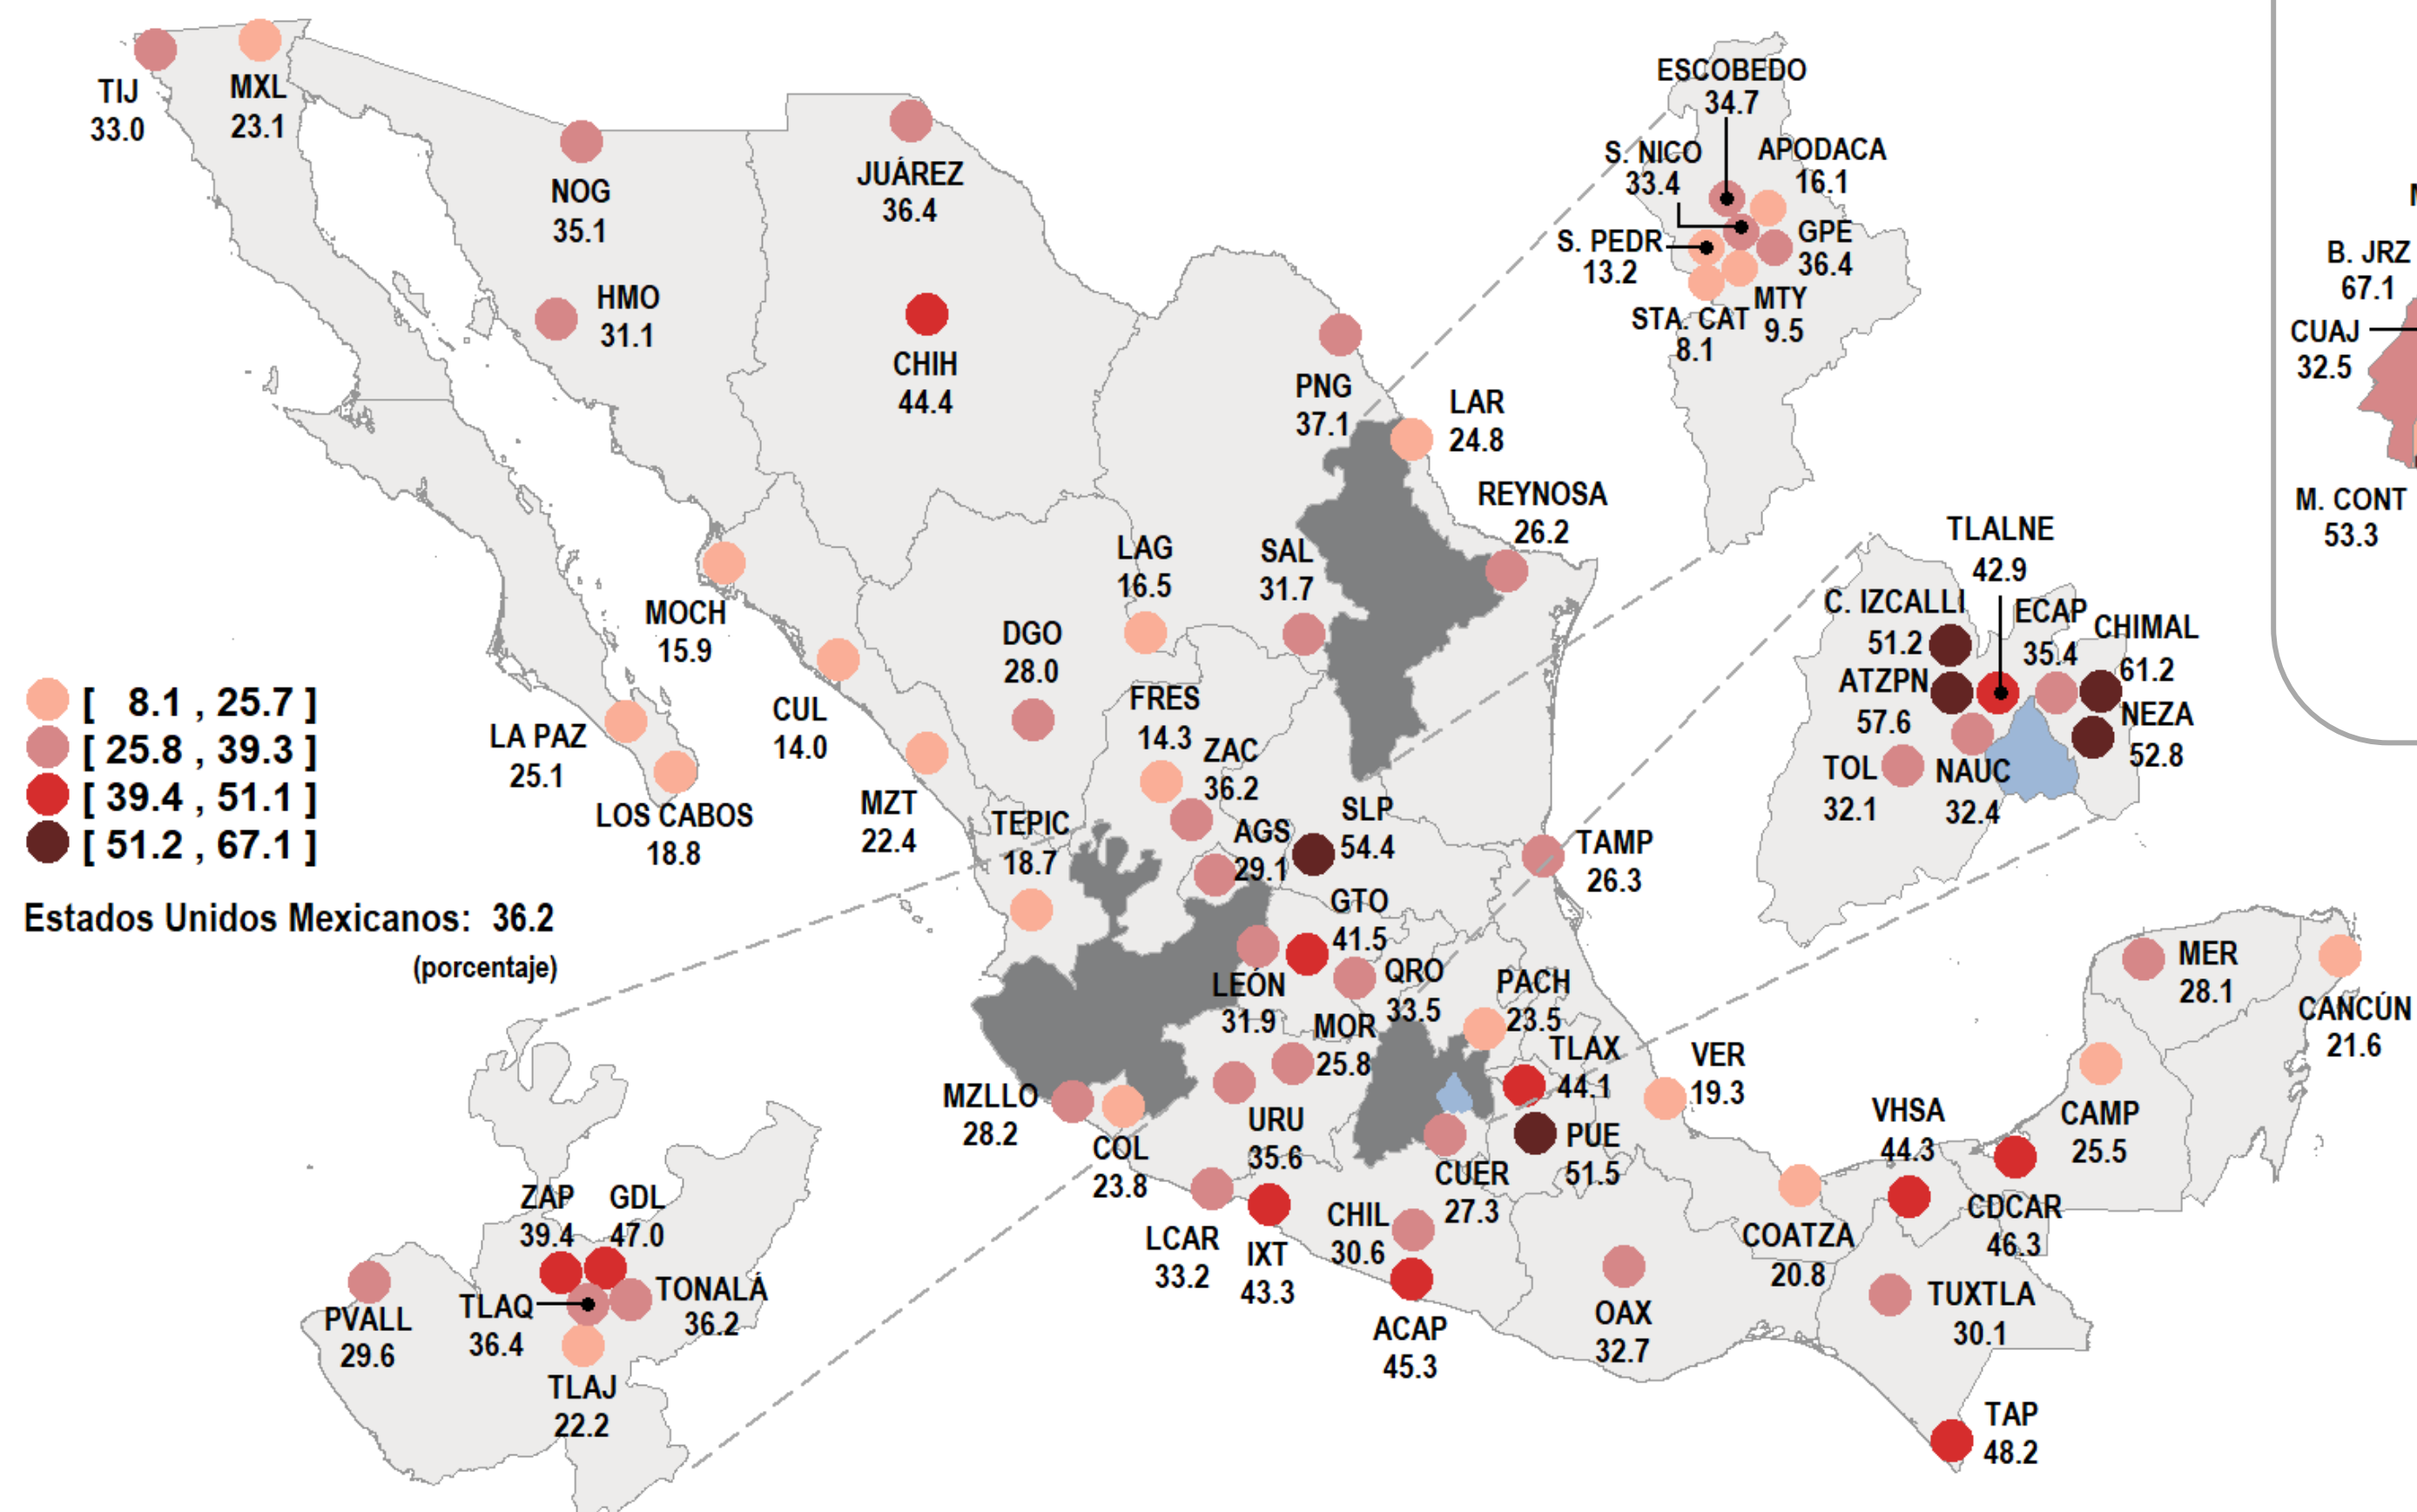 TIJ
33.0
MXL
23.1
NOG
35.1
HMO
31.1
JUÁREZ
36.4
CHIH
44.4
PNG
37.1
LAR
24.8
REYNOSA
26.2
LAG
16.5
SAL
31.7
DGO
28.0
MOCH
15.9
CUL
14.0
MZT
22.4
LA PAZ
25.1
LOS CABOS
18.8
FRES
14.3
ZAC
36.2
TEPIC
18.7
AGS
29.1
SLP
54.4
TAMP
26.3
GTO
41.5
LEÓN
31.9
QRO
33.5
PACH
23.5
MOR
25.8
TLAX
44.1
VER
19.3
MZLLO
28.2
COL
23.8
URU
35.6
CUER
27.3
PUE
51.5
LCAR
33.2
IXT
43.3
CHIL
30.6
ACAP
45.3
OAX
32.7
COATZA
20.8
VHSA
44.3
CDCAR
46.3
CAMP
25.5
MER
28.1
CANCÚN
21.6
TUXTLA
30.1
TAP
48.2
ESCOBEDO
34.7
S. NICO
33.4
APODACA
16.1
S. PEDR
13.2
GPE
36.4
MTY
9.5
STA. CAT
8.1
TLALNE
42.9
C. IZCALLI
51.2
ECAP
35.4
CHIMAL
61.2
ATZPN
57.6
NEZA
52.8
TOL
32.1
NAUC
32.4
ZAP
39.4
GDL
47.0
TONALÁ
36.2
TLAQ
36.4
PVALL
29.6
TLAJ
22.2
B. JRZ
67.1
CUAJ
32.5
M. CONT
53.3
[ 8.1 , 25.7 ]
[ 25.8 , 39.3 ]
[ 39.4 , 51.1 ]
[ 51.2 , 67.1 ]
Estados Unidos Mexicanos: 36.2
(porcentaje)